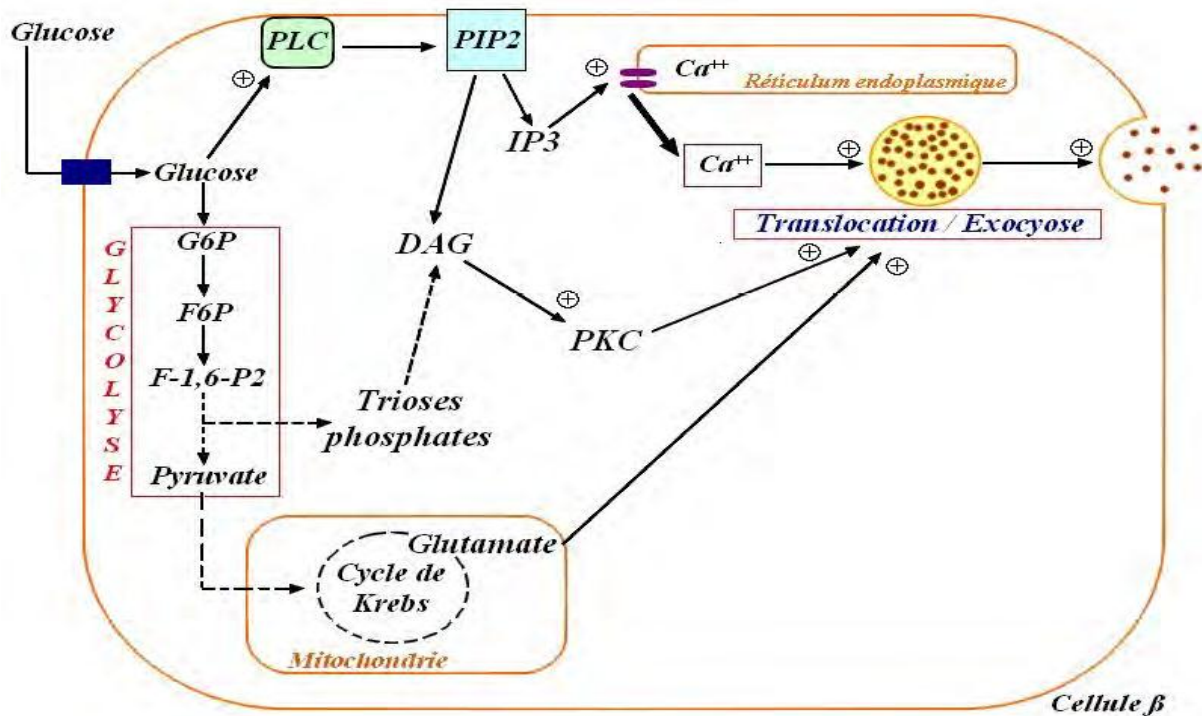 Glucose
PLC
PIP2
Ca++
Réticulum endoplasmique
IP3
Glucose
Ca++
Translocation / Exocyose
GLYCOLYSE
G6P
DAG
F6P
PKC
F-1,6-P2
Trioses
phosphates
Pyruvate
Glutamate
Cycle de
Krebs
Mitochondrie
Cellule β